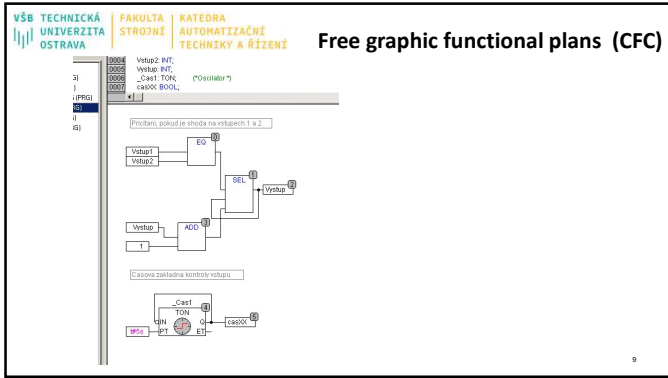 VŠB TECHNICKÁ
UNIVERZITA
OSTRAVA
FAKULTA
STROJNÍ
KATEDRA
AUTOMATIZAČNÍ
TECHNIKY A ŘÍZENÍ
Free graphic functional plans (CFC)
0004 Vstup2: INT;
0005 Vystup: INT;
0006 _Cas1: TON; (*Oscilator*)
0007 casXX: BOOL;
(PRG)
Pricitani, pokud je shoda na vstupech 1 a 2
EQ 0
Vstup1
Vstup2
SEL 1
Vystup 2
Vystup
ADD 3
1
Casova zakladna kontroly vstupu
_Cas1
TON 4
IN Q
casXX 5
t#5s
PT ET
9